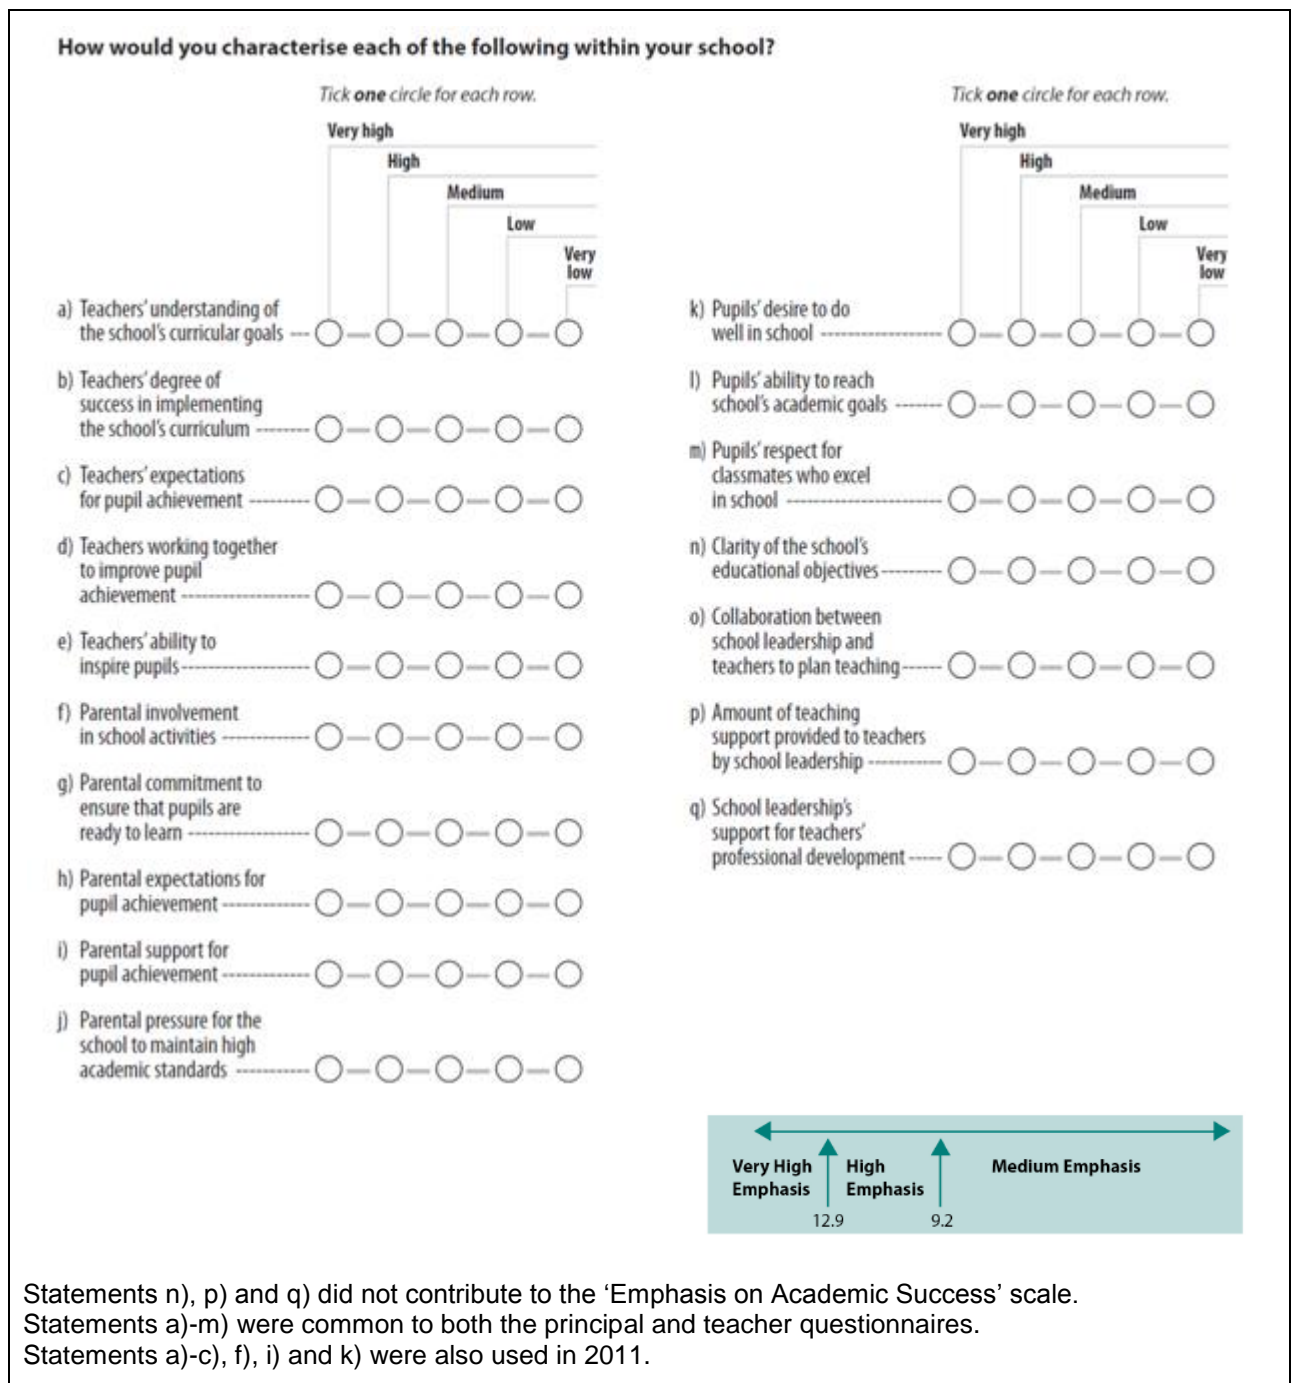 How would you characterise each of the following within your school?
Tick one circle for each row.
Very high
High
Medium
Low
Very
low
a) Teachers' understanding of
the school's curricular goals
b) Teachers' degree of
success in implementing
the school's curriculum
c) Teachers' expectations
for pupil achievement
d) Teachers working together
to improve pupil
achievement
e) Teachers' ability to
inspire pupils
f) Parental involvement
in school activities
g) Parental commitment to
ensure that pupils are
ready to learn
h) Parental expectations for
pupil achievement
i) Parental support for
pupil achievement
j) Parental pressure for the
school to maintain high
academic standards
Tick one circle for each row.
Very high
High
Medium
Low
Very
low
k) Pupils' desire to do
well in school
l) Pupils' ability to reach
school's academic goals
m) Pupils' respect for
classmates who excel
in school
n) Clarity of the school's
educational objectives
o) Collaboration between
school leadership and
teachers to plan teaching
p) Amount of teaching
support provided to teachers
by school leadership
q) School leadership's
support for teachers'
professional development
Very High
Emphasis
High
Emphasis
Medium Emphasis
12.9
9.2
Statements n), p) and q) did not contribute to the ‘Emphasis on Academic Success’ scale.
Statements a)-m) were common to both the principal and teacher questionnaires.
Statements a)-c), f), i) and k) were also used in 2011.